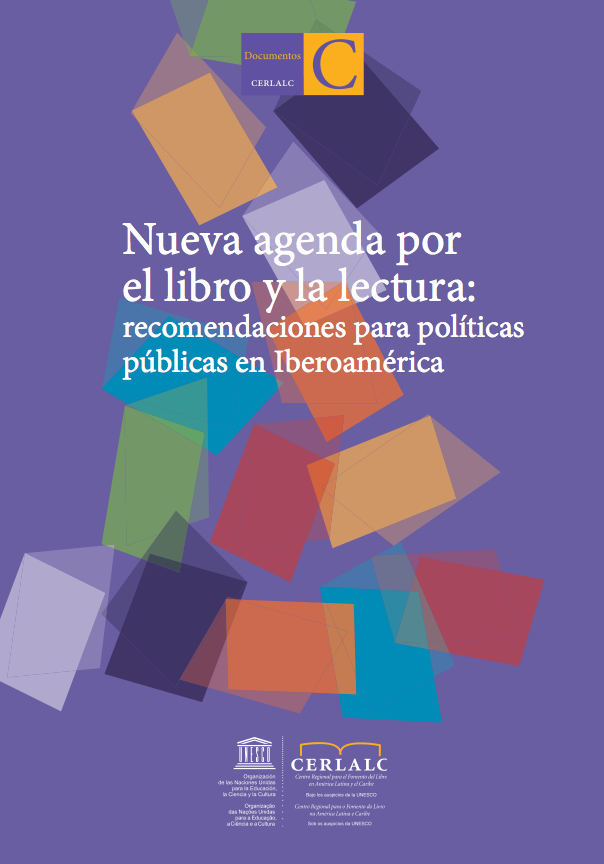 Documentos
CERLALC
C
Nueva agenda por
el libro y la lectura:
recomendaciones para políticas
públicas en Iberoamérica
UNESCO
Organización
de las Naciones Unidas
para la Educación,
la Ciencia y la Cultura
Organização
das Nações Unidas
para a Educação,
a Ciência e a Cultura
CERLALC
Centro Regional para el Fomento del Libro
en América Latina y el Caribe
Bajo los auspicios de la UNESCO
Centro Regional para o Fomento do Livro
na América Latina e Caribe
Sob os auspícios da UNESCO